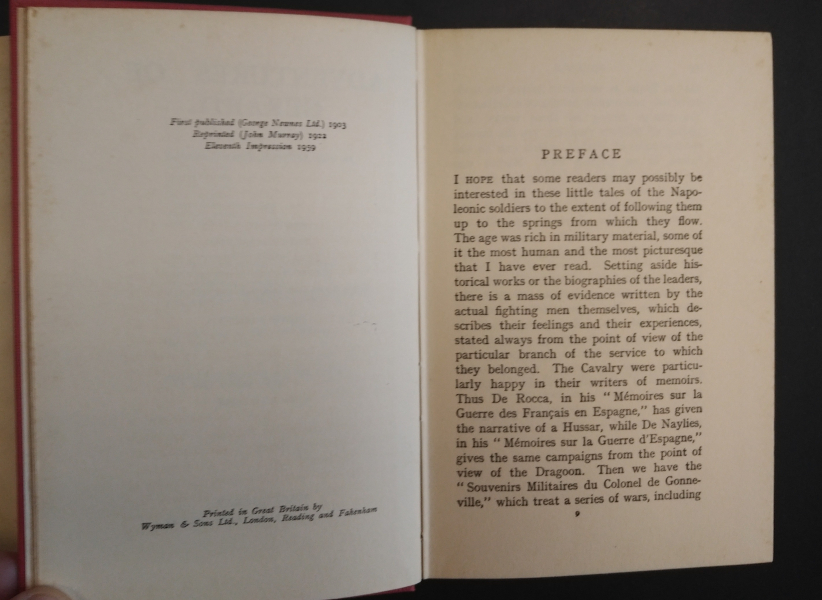 First published (George Newnes Ltd.) 1903
Reprinted (John Murray) 1922
Eleventh Impression 1939
Printed in Great Britain by
Wyman & Sons Ltd., London, Reading and Fakenham
PREFACE
I HOPE that some readers may possibly be
interested in these little tales of the Napo-
leonic soldiers to the extent of following them
up to the springs from which they flow.
The age was rich in military material, some of
it the most human and the most picturesque
that I have ever read. Setting aside his-
torical works or the biographies of the leaders,
there is a mass of evidence written by the
actual fighting men themselves, which de-
scribes their feelings and their experiences,
stated always from the point of view of the
particular branch of the service to which
they belonged. The Cavalry were particu-
larly happy in their writers of memoirs.
Thus De Rocca, in his “Mémoires sur la
Guerre des Français en Espagne,” has given
the narrative of a Hussar, while De Naylies,
in his “Mémoires sur la Guerre d'Espagne,”
gives the same campaigns from the point of
view of the Dragoon. Then we have the
“Souvenirs Militaires du Colonel de Gonne-
ville,” which treat a series of wars, including
9